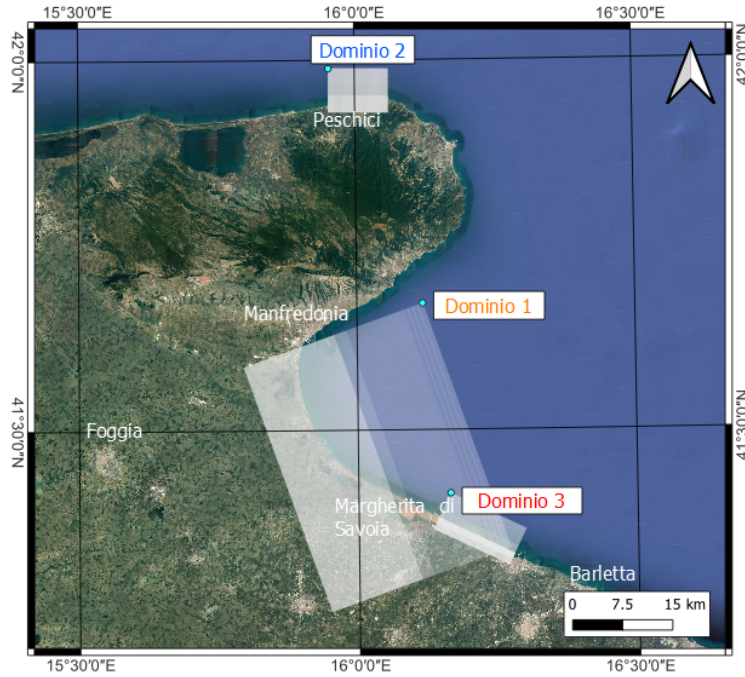 15°30'0"E 16°0'0"E 16°30'0"E
42°0'0"N
42°0'0"N
Dominio 2
Peschici
Manfredonia
Dominio 1
41°30'0"N
41°30'0"N
Foggia
Margherita di
Savoia
Dominio 3
Barletta
0 7.5 15 km
15°30'0"E 16°0'0"E 16°30'0"E